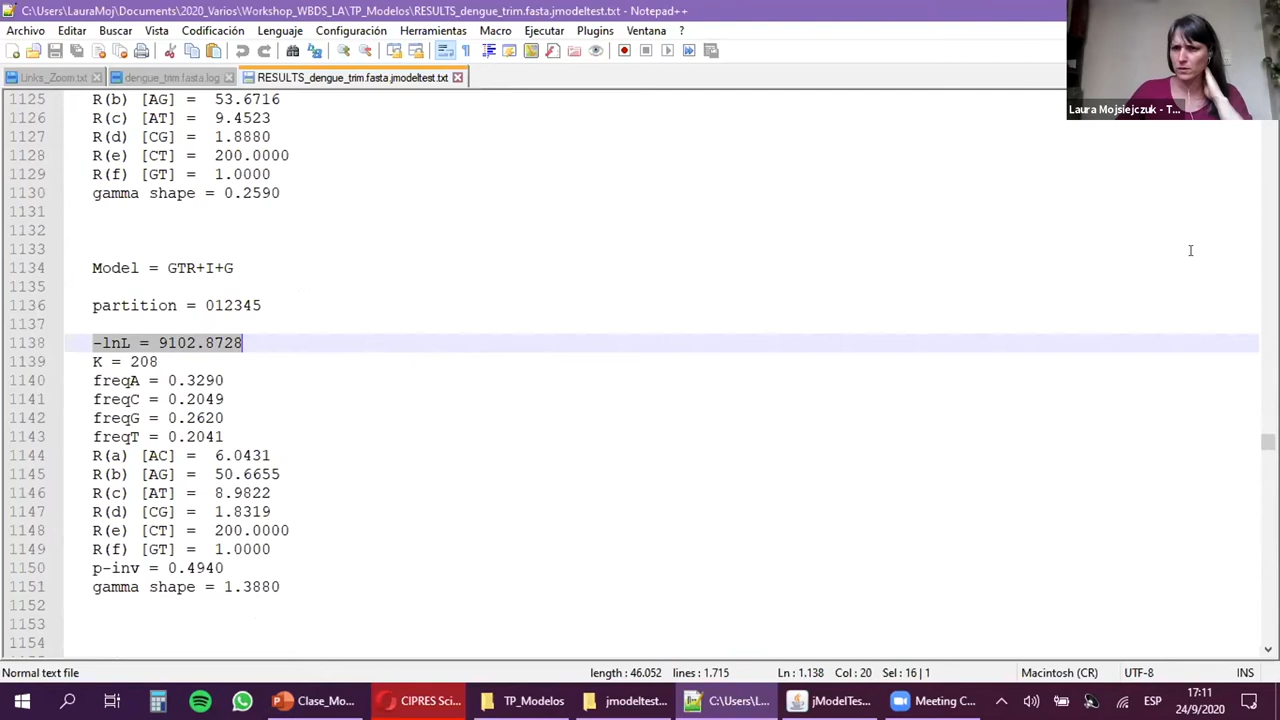 C:\Users\LauraMoj\Documents\2020_Varios\Workshop_WBDS_LA\TP_Modelos\RESULTS_dengue_trim.fasta.jmodeltest.txt - Notepad++
Archivo Editar Buscar Vista Codificación Lenguaje Configuración Herramientas Macro Ejecutar Plugins Ventana ?
Links_Zoom.txt dengue_trim.fasta.log RESULTS_dengue_trim.fasta.jmodeltest.txt
Laura Mojsiejczuk - T...
1125 R(b) [AG] = 53.6716
1126 R(c) [AT] = 9.4523
1127 R(d) [CG] = 1.8880
1128 R(e) [CT] = 200.0000
1129 R(f) [GT] = 1.0000
1130 gamma shape = 0.2590
1131
1132
1133
1134 Model = GTR+I+G
1135
1136 partition = 012345
1137
1138 -lnL = 9102.8728
1139 K = 208
1140 freqA = 0.3290
1141 freqC = 0.2049
1142 freqG = 0.2620
1143 freqT = 0.2041
1144 R(a) [AC] = 6.0431
1145 R(b) [AG] = 50.6655
1146 R(c) [AT] = 8.9822
1147 R(d) [CG] = 1.8319
1148 R(e) [CT] = 200.0000
1149 R(f) [GT] = 1.0000
1150 p-inv = 0.4940
1151 gamma shape = 1.3880
1152
1153
1154
Normal text file length : 46.052 lines : 1.715 Ln : 1.138 Col : 20 Sel : 16 | 1 Macintosh (CR) UTF-8 INS
Clase_Mo... CIPRES Sci... TP_Modelos jmodeltest... C:\Users\L... jModelTes... Meeting C... ESP 17:11
24/9/2020